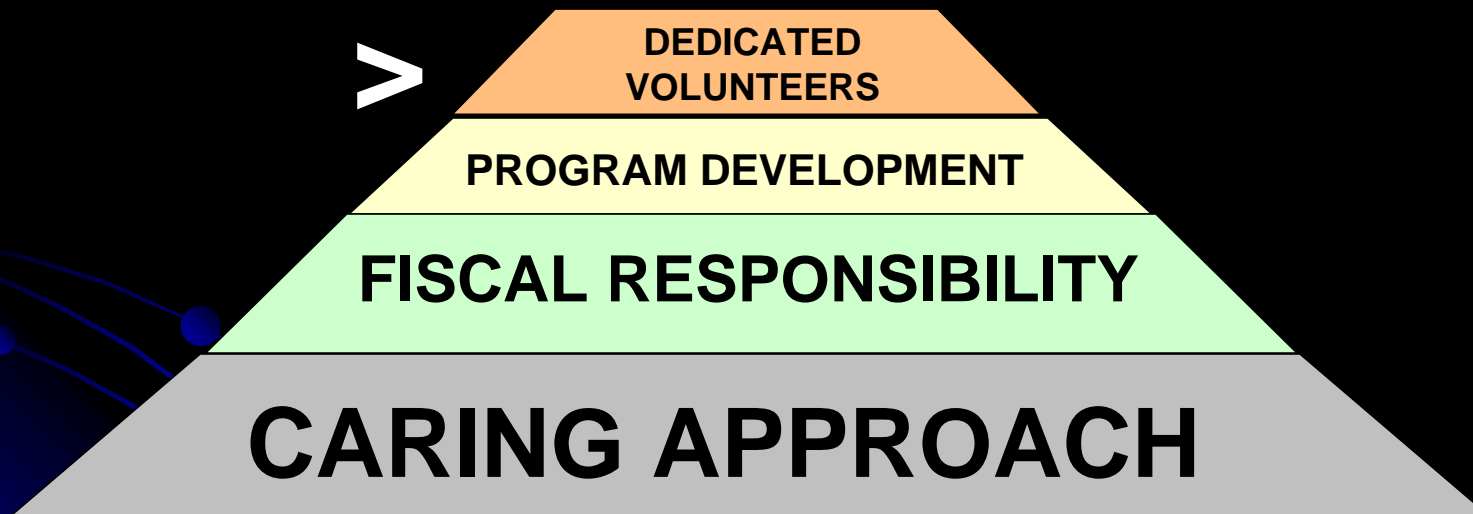 >
DEDICATED
VOLUNTEERS
PROGRAM DEVELOPMENT
FISCAL RESPONSIBILITY
CARING APPROACH